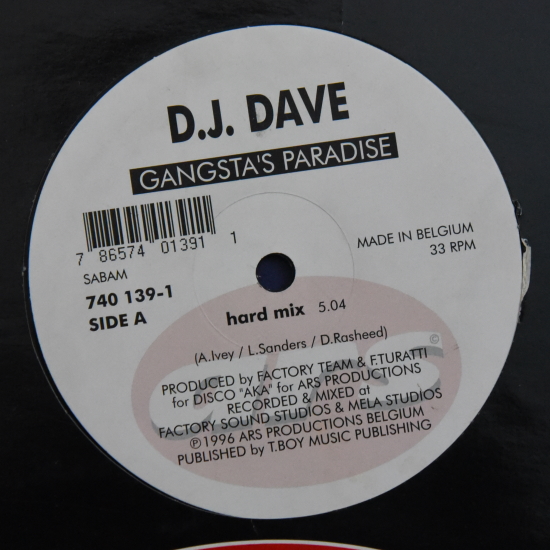 D.J. DAVE
GANGSTA'S PARADISE
7 86574 01391 1
SABAM
740 139-1
SIDE A
MADE IN BELGIUM
33 RPM
hard mix 5.04
(A.Ivey / L.Sanders / D.Rasheed)
PRODUCED by FACTORY TEAM & F.TURATTI
for DISCO "AKA" for ARS PRODUCTIONS
RECORDED & MIXED at
FACTORY SOUND STUDIOS & MELA STUDIOS
℗1996 ARS PRODUCTIONS BELGIUM
PUBLISHED by T.BOY MUSIC PUBLISHING
ars ©